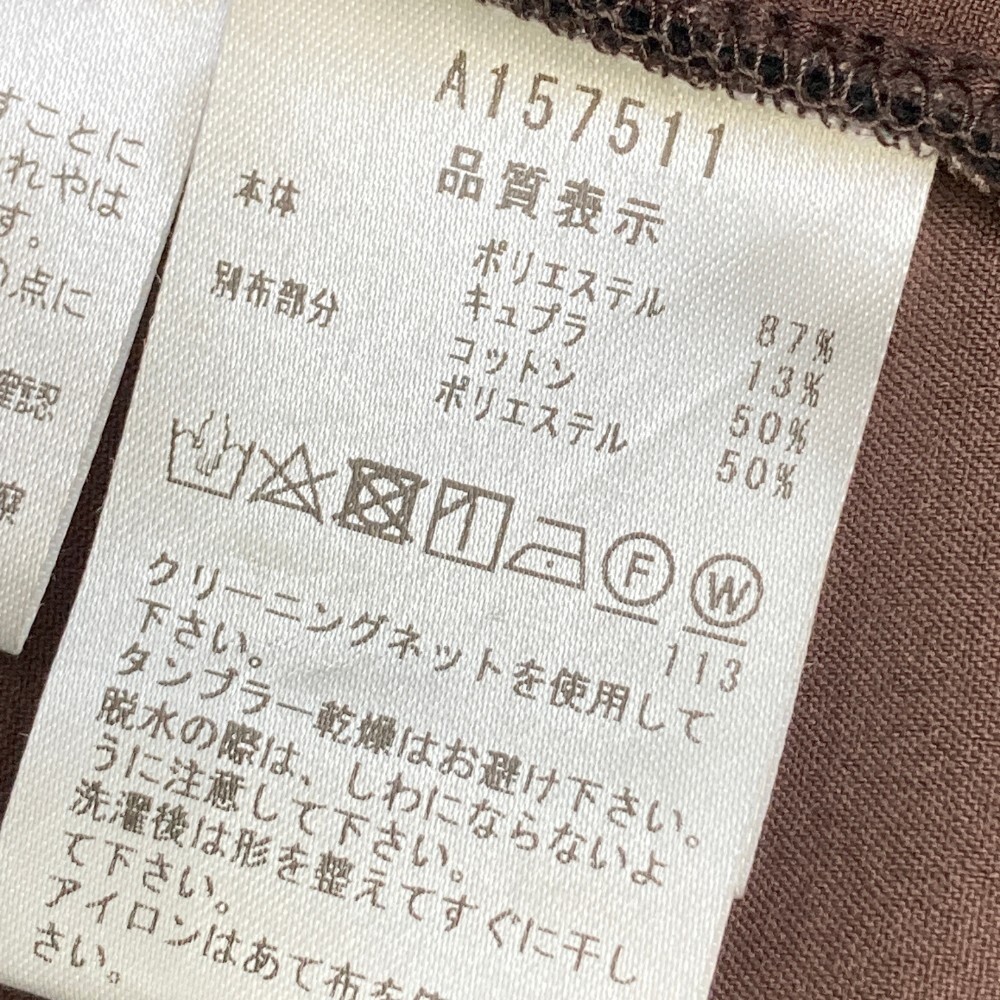 すことに
れやは
す。
点に
確認
療
A157511
品質表示
本体 ポリエステル 87%
キュプラ 13%
別布部分 コットン 50%
ポリエステル 50%
F W
113
クリーニングネットを使用して
下さい。
タンブラー乾燥はお避け下さい。
脱水の際は、しわにならないよ
うに注意して下さい。
洗濯後は形を整えてすぐに干し
て下さい。
アイロンはあて布を
さい。